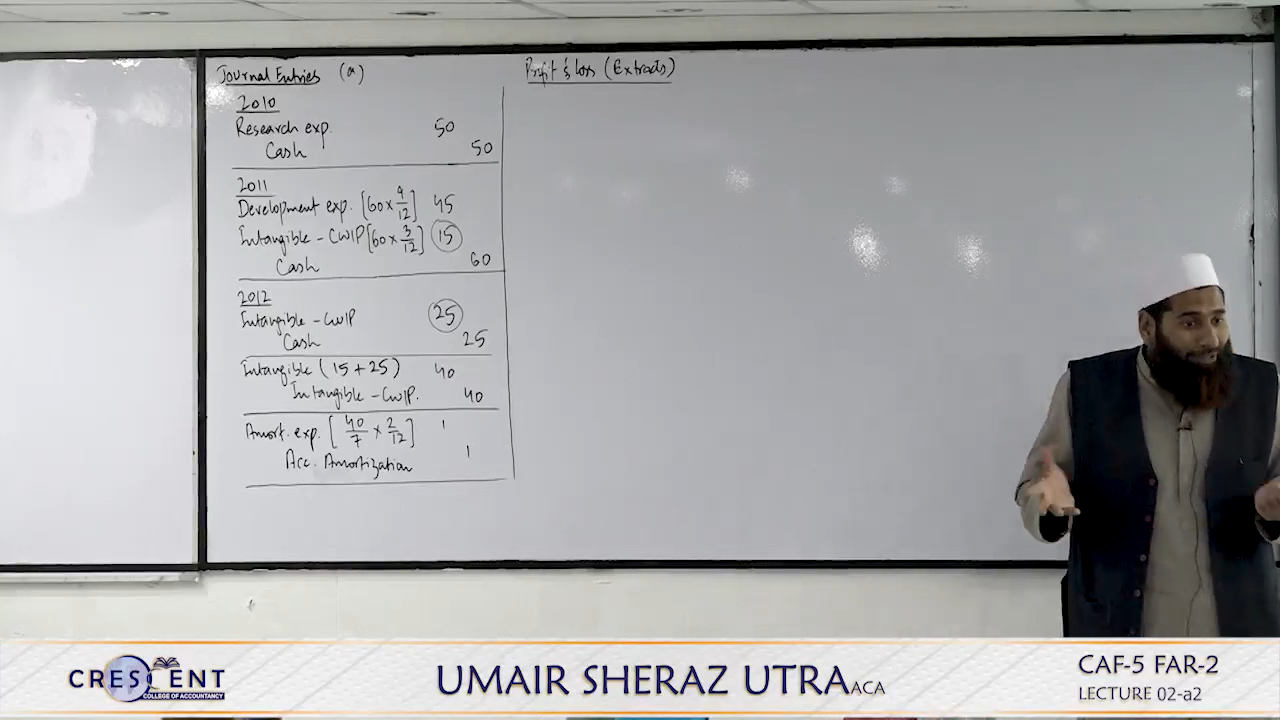 Journal Entries (a)
2010
Research exp. 50
Cash 50
2011
Development exp. [60 × 9/12] 45
Intangible - CWIP [60 × 3/12] 15
Cash 60
2012
Intangible - CWIP 25
Cash 25
Intangible (15 + 25) 40
Intangible - CWIP. 40
Amort. exp. [40/7 × 2/12] 1
Acc. Amortization 1
Profit & Loss (Extracts)
CRESCENT
COLLEGE OF ACCOUNTANCY
UMAIR SHERAZ UTRA ACA
CAF-5 FAR-2
LECTURE 02-a2